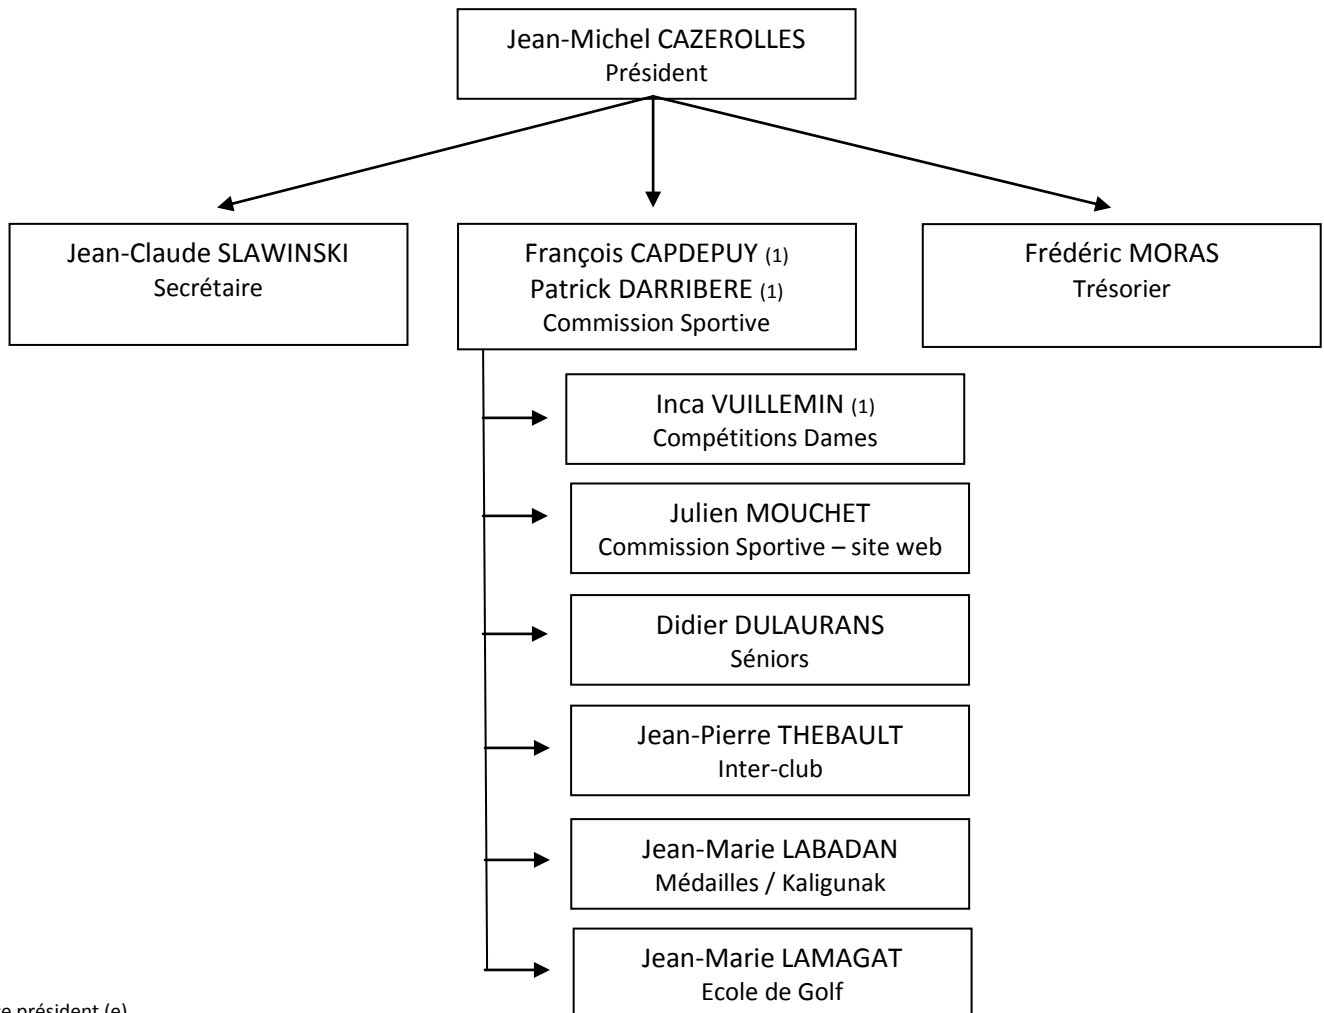 Jean-Michel CAZEROLLES
Président
Jean-Claude SLAWINSKI
Secrétaire
François CAPDEPUY (1)
Patrick DARRIBERE (1)
Commission Sportive
Frédéric MORAS
Trésorier
Inca VUILLEMIN (1)
Compétitions Dames
Julien MOUCHET
Commission Sportive – site web
Didier DULAURANS
Séniors
Jean-Pierre THEBAULT
Inter-club
Jean-Marie LABADAN
Médailles / Kaligunak
Jean-Marie LAMAGAT
Ecole de Golf
président (e)